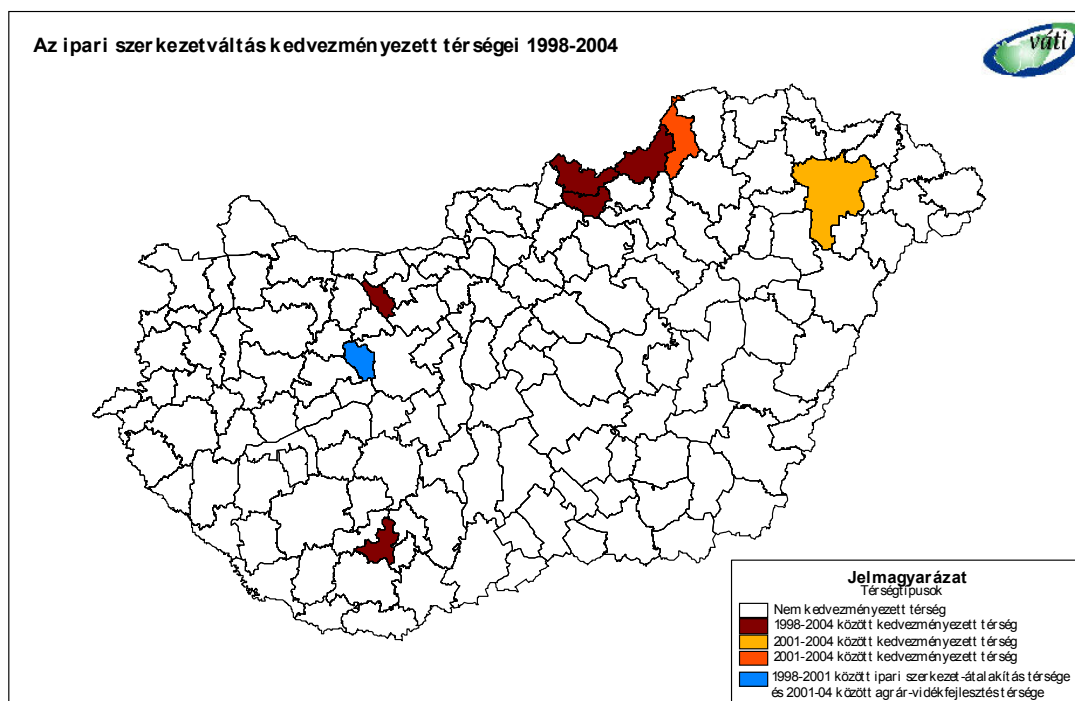 Az ipari szerkezetváltás kedvezményezett térségei 1998-2004
váti
Jelmagyarázat
Térségtípusok
Nem kedvezményezett térség
1998-2004 között kedvezményezett térség
2001-2004 között kedvezményezett térség
2001-2004 között kedvezményezett térség
1998-2001 között ipari szerkezet-átalakítás térsége
és 2001-04 között agrár-vidékfejlesztés térsége